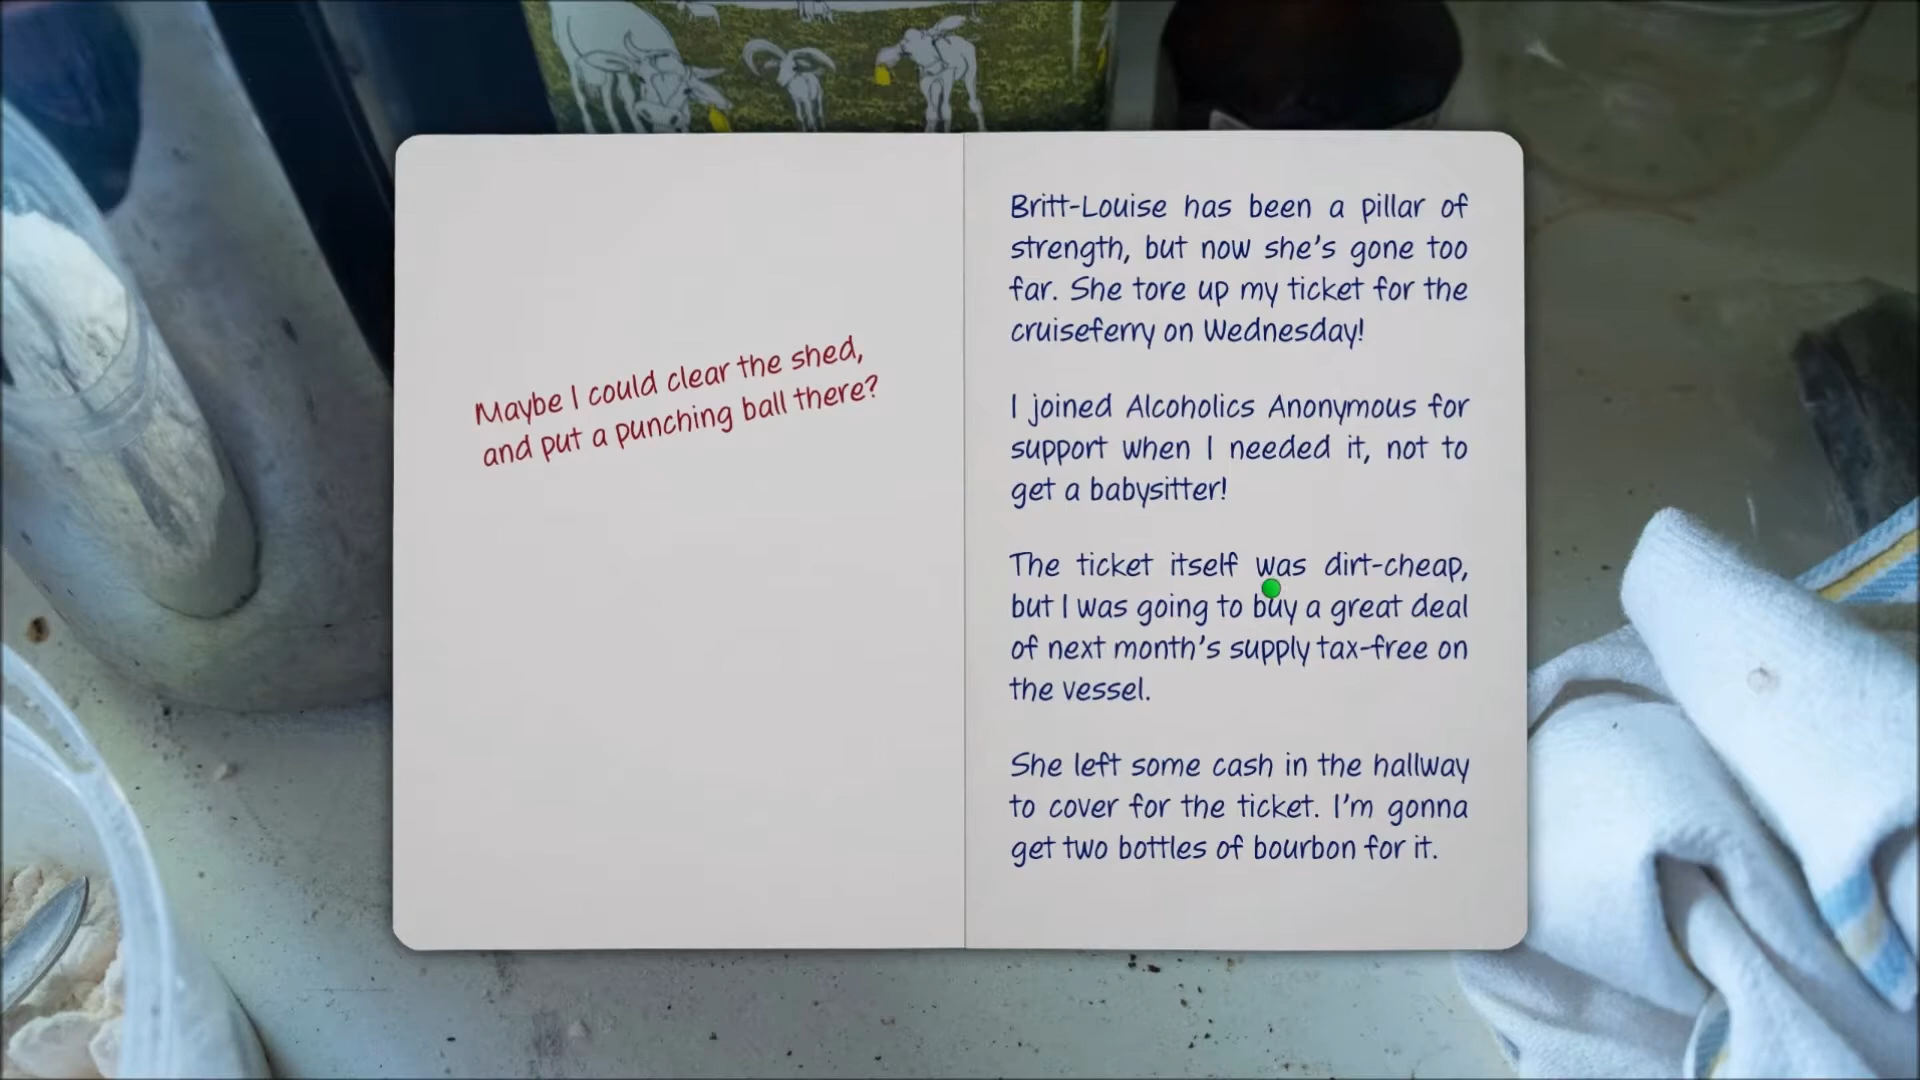 Maybe I could clear the shed,
and put a punching ball there?
Britt-Louise has been a pillar of
strength, but now she's gone too
far. She tore up my ticket for the
cruiseferry on Wednesday!
I joined Alcoholics Anonymous for
support when I needed it, not to
get a babysitter!
The ticket itself was dirt-cheap,
but I was going to buy a great deal
of next month's supply tax-free on
the vessel.
She left some cash in the hallway
to cover for the ticket. I'm gonna
get two bottles of bourbon for it.